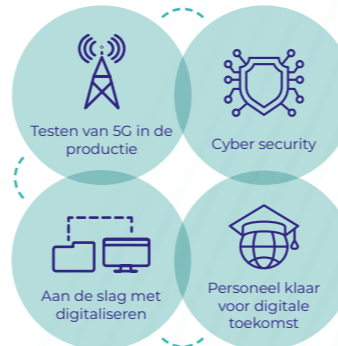 Testen van 5G in de
productie
Cyber security
Aan de slag met
digitaliseren
Personeel klaar
voor digitale
toekomst